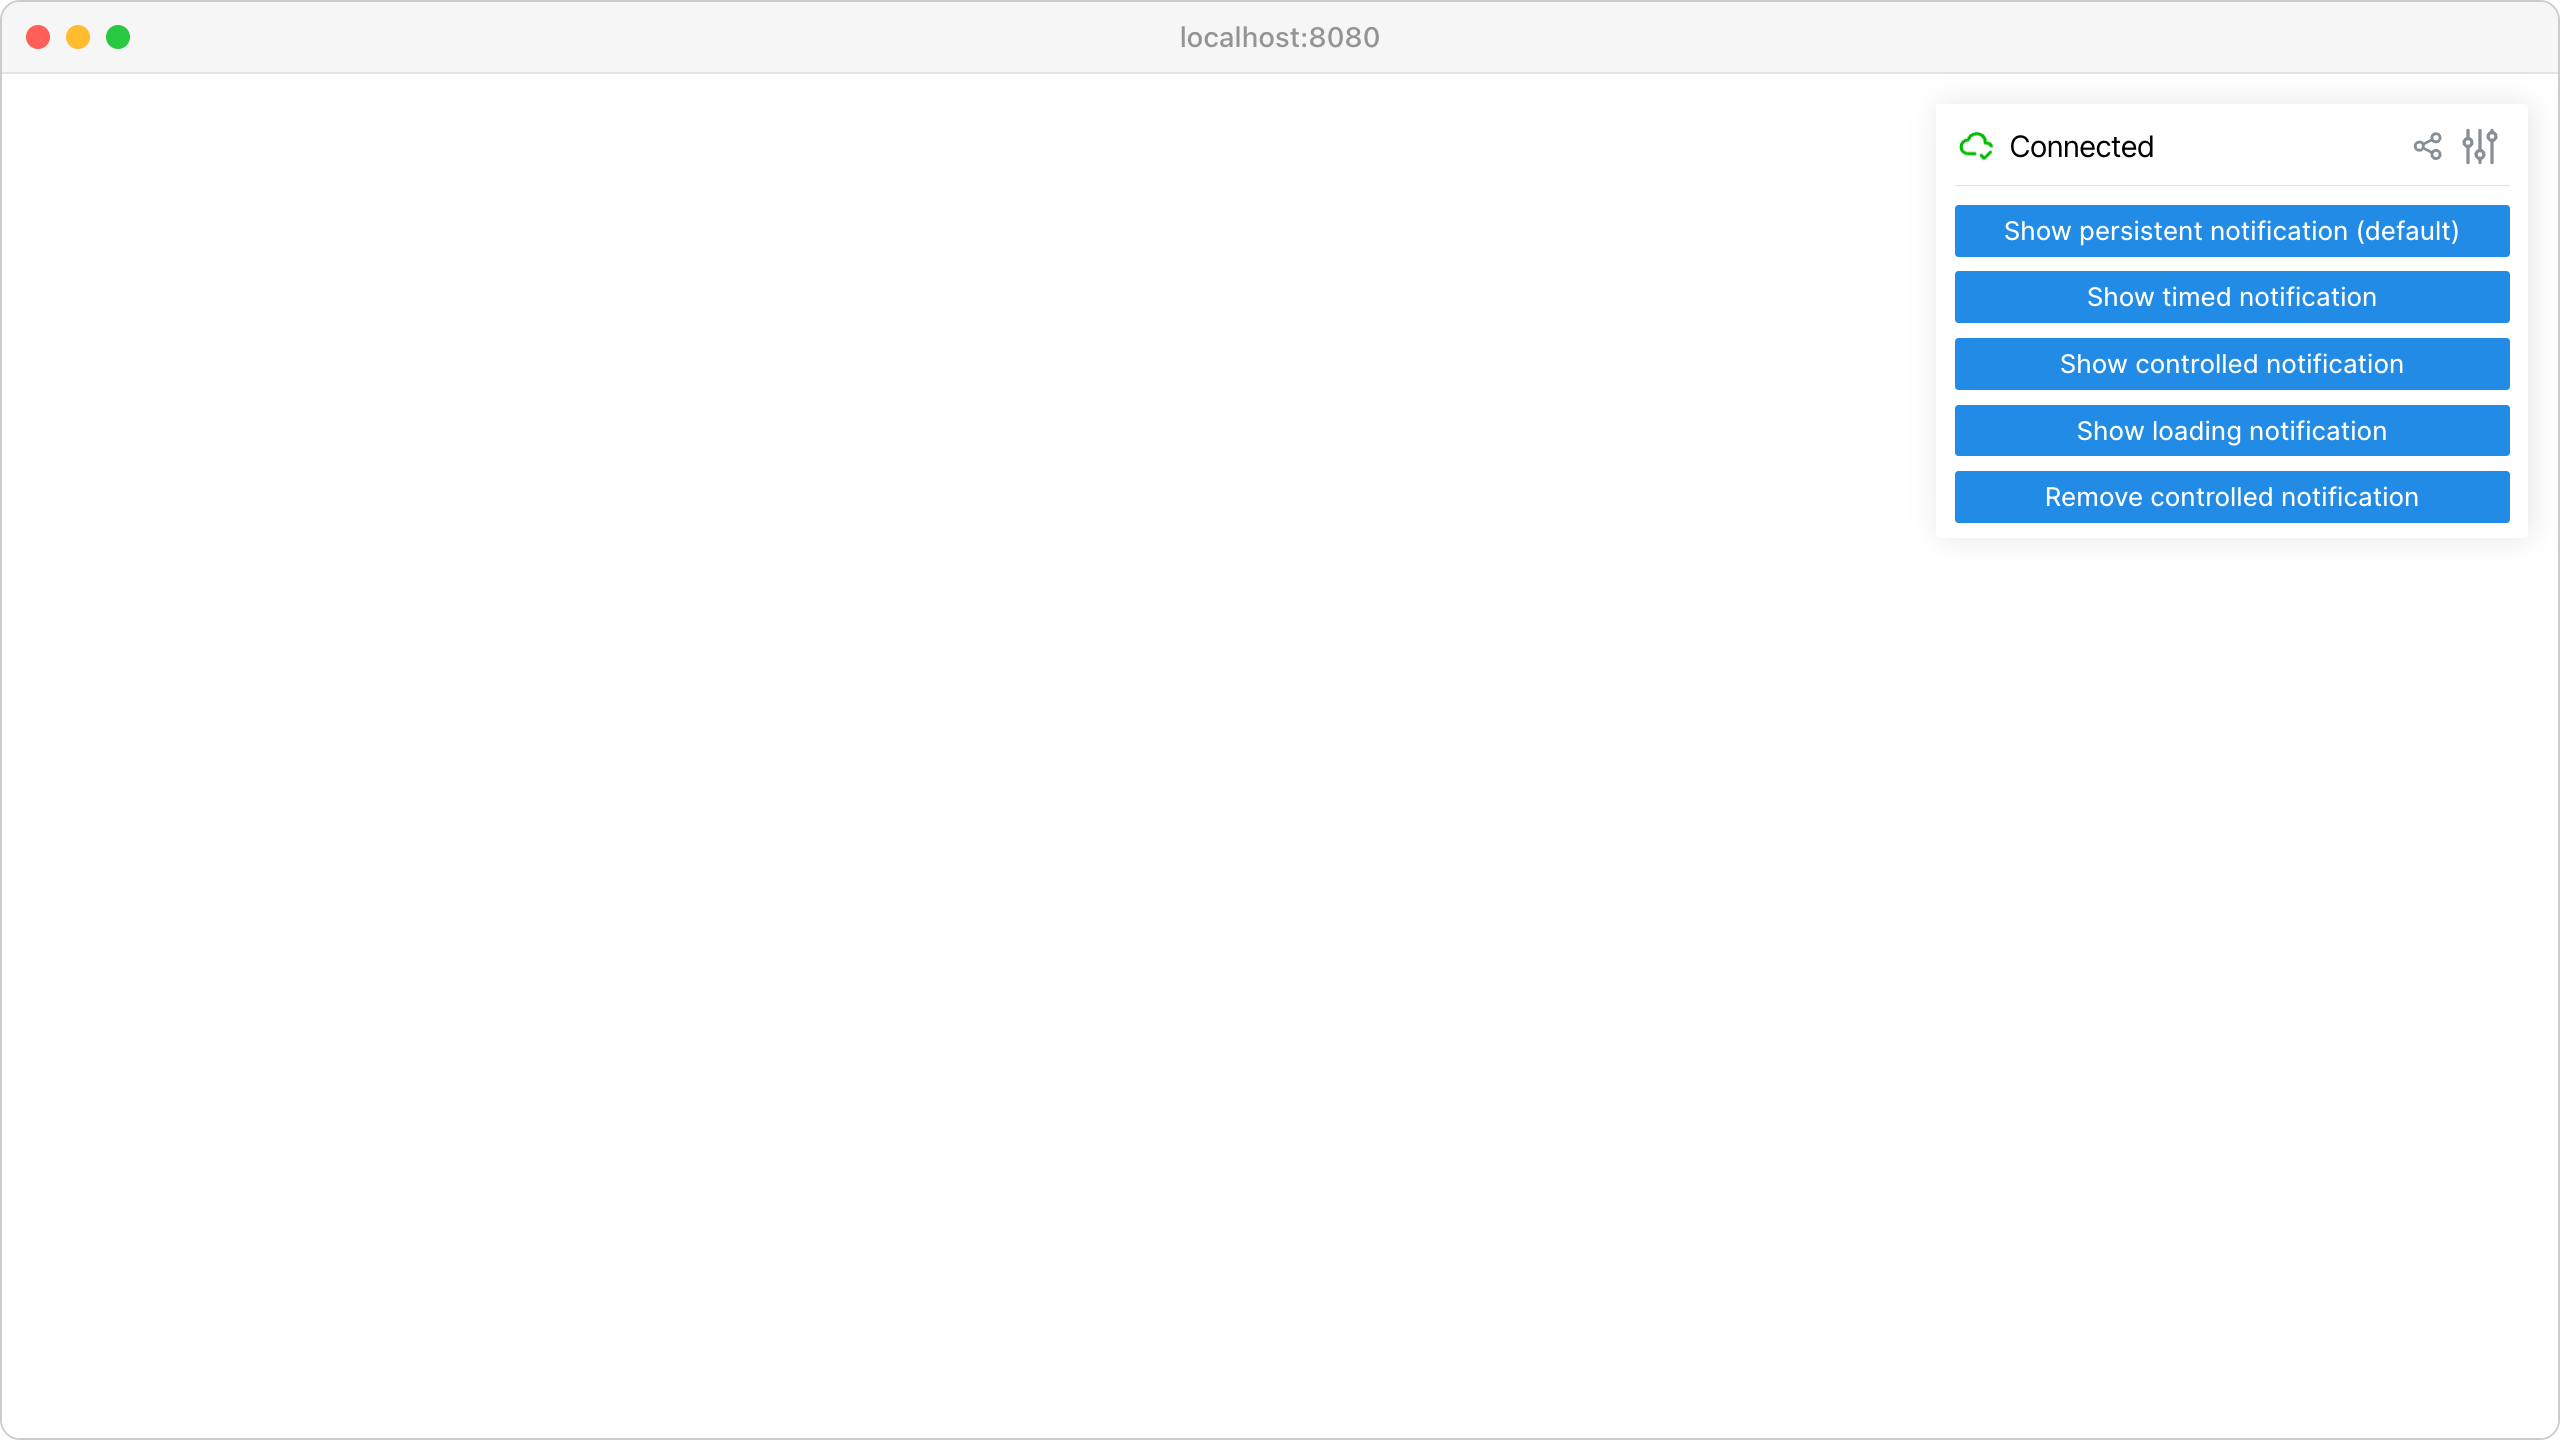 localhost:8080
Connected
Show persistent notification (default)
Show timed notification
Show controlled notification
Show loading notification
Remove controlled notification